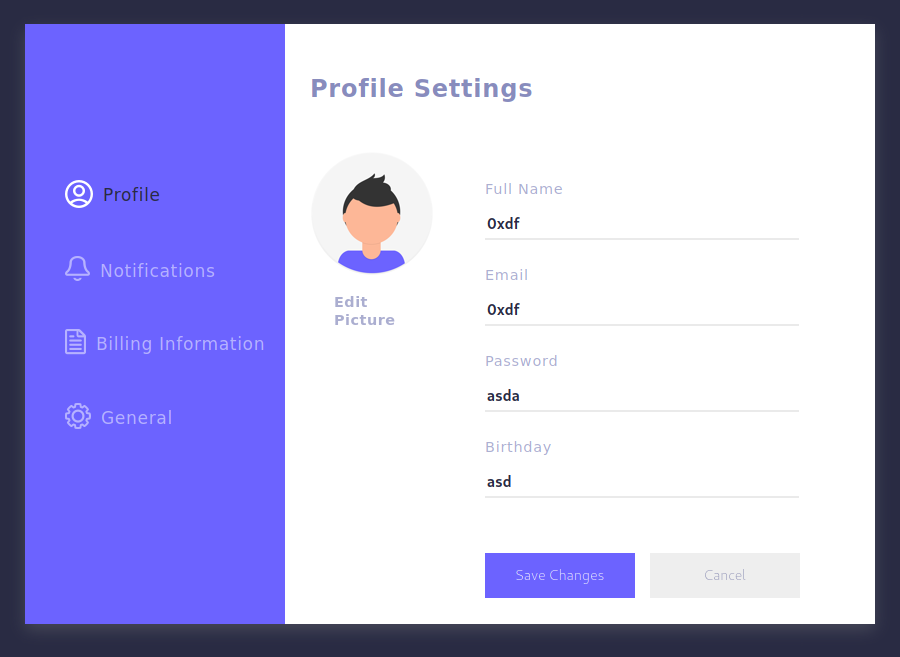 Profile
Notifications
Billing Information
General
Profile Settings
Edit
Picture
Full Name
0xdf
Email
0xdf
Password
asda
Birthday
asd
Save Changes
Cancel